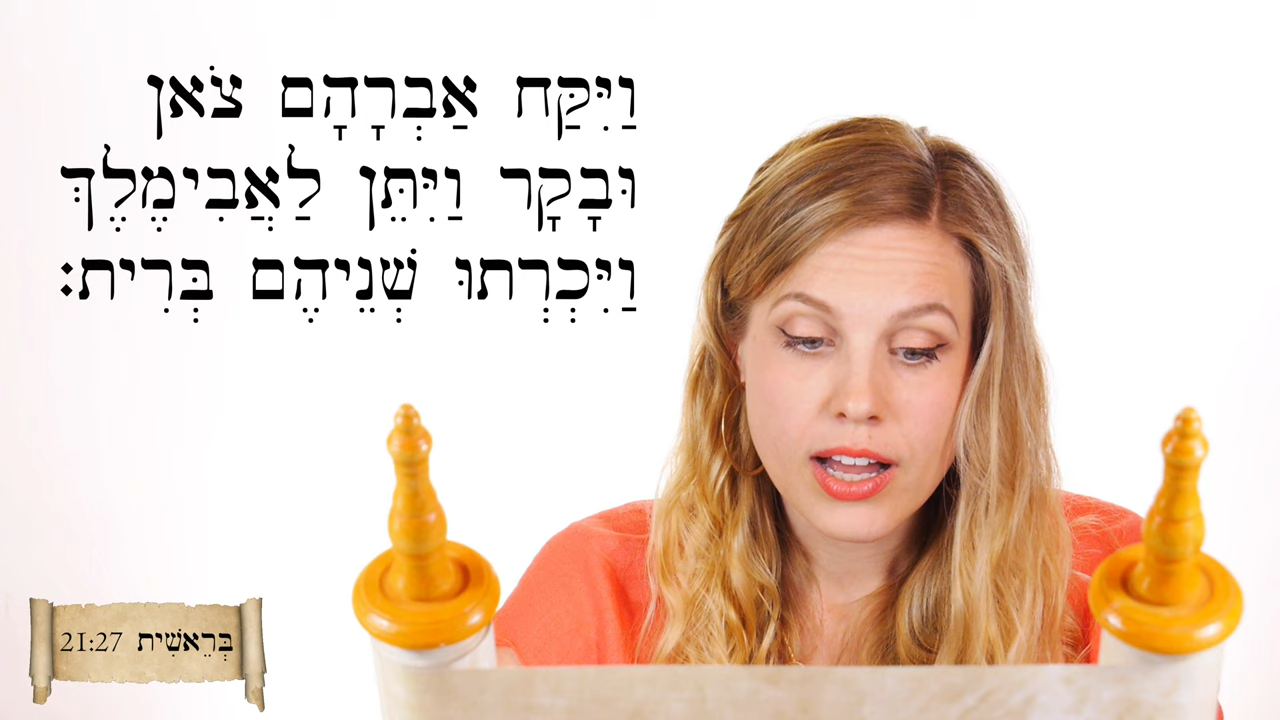 וַיִּקַּח אַבְרָהָם צֹאן
וּבָקָר וַיִּתֵּן לַאֲבִימֶלֶךְ
וַיִּכְרְתוּ שְׁנֵיהֶם בְּרִית׃
בְּרֵאשִׁית 21:27